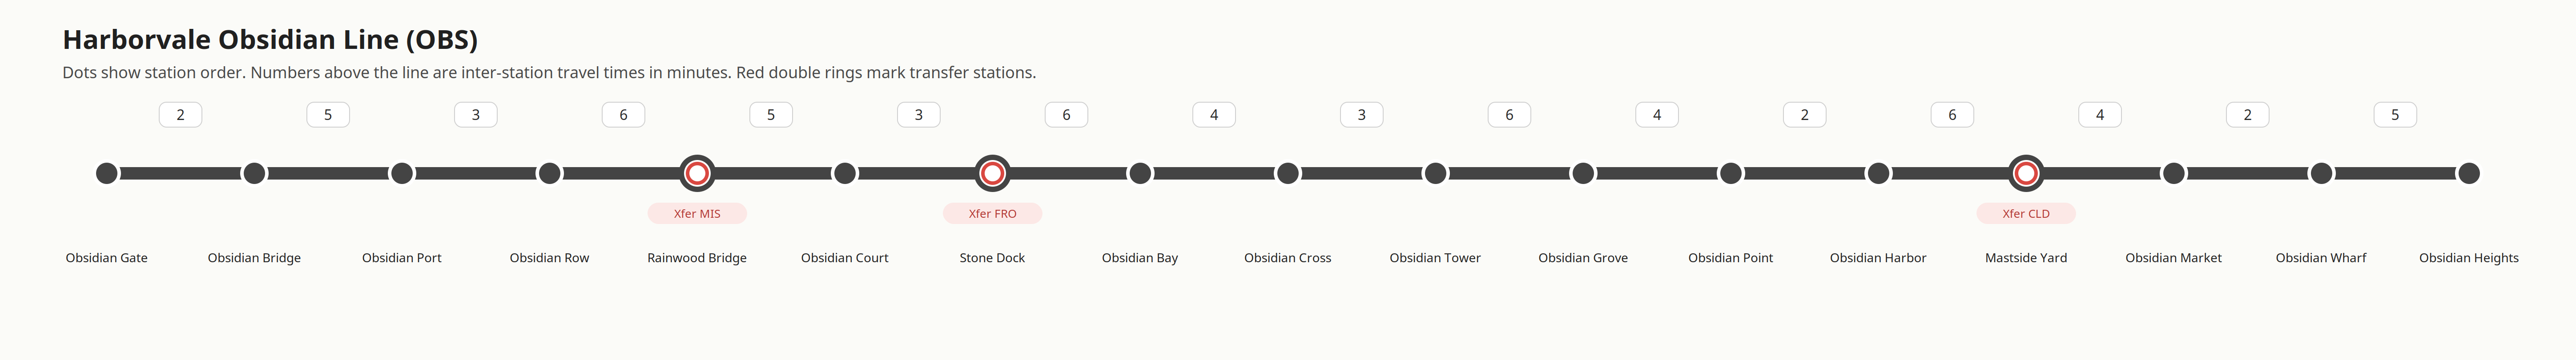 Harborvale Obsidian Line (OBS)
Dots show station order. Numbers above the line are inter-station travel times in minutes. Red double rings mark transfer stations.
2 5 3 6 5 3 6 4 3 6 4 2 6 4 2 5
Xfer MIS Xfer FRO Xfer CLD
Obsidian Gate Obsidian Bridge Obsidian Port Obsidian Row Rainwood Bridge Obsidian Court Stone Dock Obsidian Bay Obsidian Cross Obsidian Tower Obsidian Grove Obsidian Point Obsidian Harbor Mastside Yard Obsidian Market Obsidian Wharf Obsidian Heights